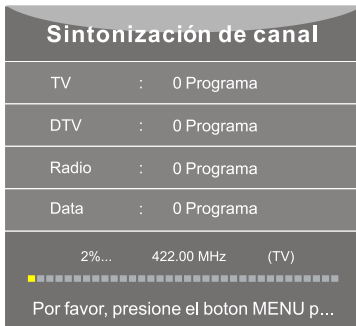 Sintonización de canal
TV : 0 Programa
DTV : 0 Programa
Radio : 0 Programa
Data : 0 Programa
2%... 422.00 MHz (TV)
Por favor, presione el boton MENU p...